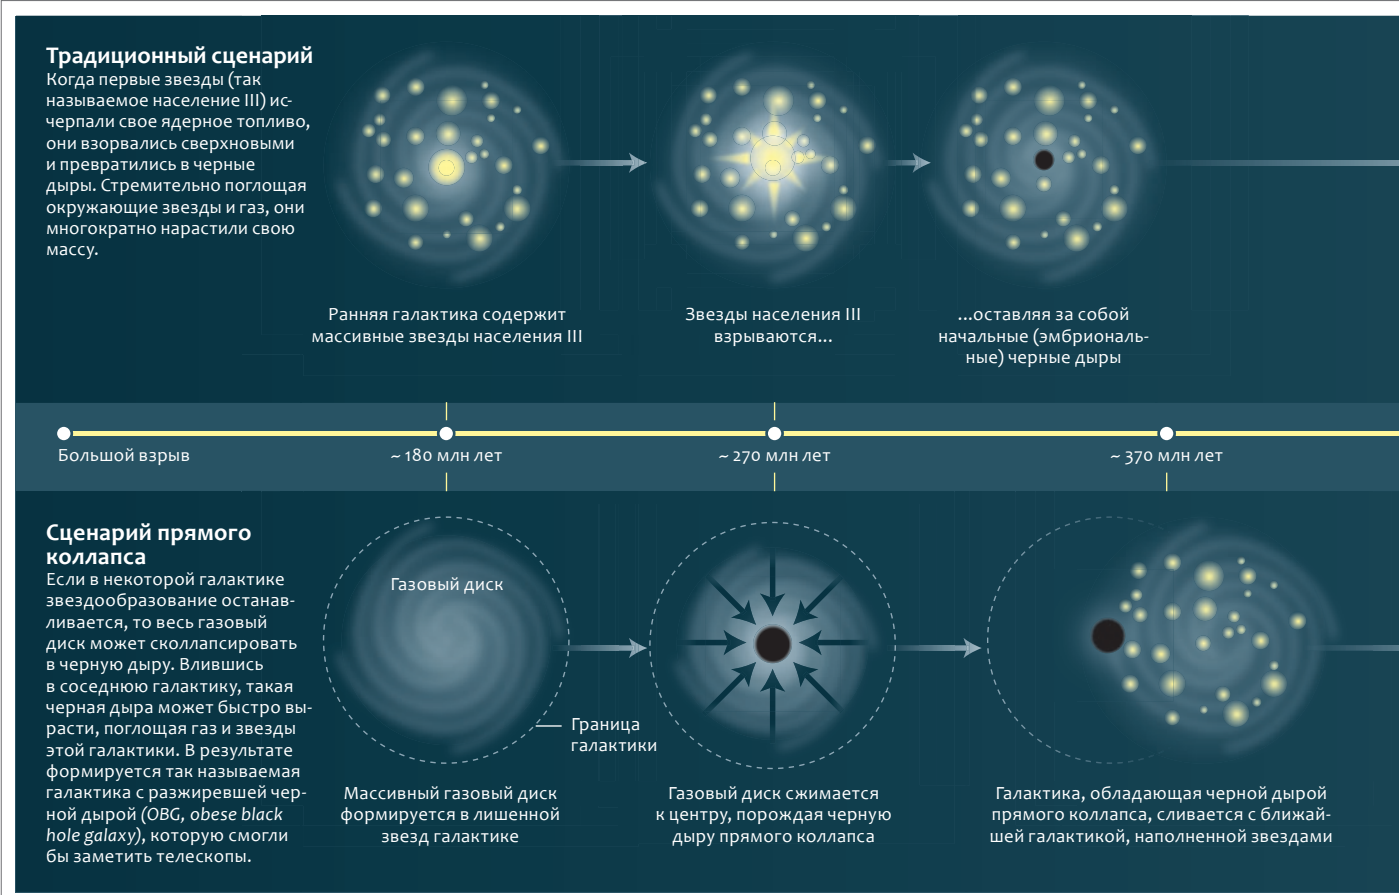 Традиционный сценарий
Когда первые звезды (так
называемое население III) ис-
черпали свое ядерное топливо,
они взорвались сверхновыми
и превратились в черные
дыры. Стремительно поглощая
окружающие звезды и газ, они
многократно нарастили свою
массу.
Ранняя галактика содержит
массивные звезды населения III
Звезды населения III
взрываются...
...оставляя за собой
начальные (эмбриональ-
ные) черные дыры
Большой взрыв
~ 180 млн лет
~ 270 млн лет
~ 370 млн лет
Сценарий прямого
коллапса
Если в некоторой галактике
звездообразование останав-
ливается, то весь газовый
диск может сколлапсировать
в черную дыру. Влившись
в соседнюю галактику, такая
черная дыра может быстро вы-
расти, поглощая газ и звезды
этой галактики. В результате
формируется так называемая
галактика с разжиревшей чер-
ной дырой (OBG, obese black
hole galaxy), которую смогли
бы заметить телескопы.
Газовый диск
Граница
галактики
Массивный газовый диск
формируется в лишенной
звезд галактике
Газовый диск сжимается
к центру, порождая черную
дыру прямого коллапса
Галактика, обладающая черной дырой
прямого коллапса, сливается с ближай-
шей галактикой, наполненной звездами